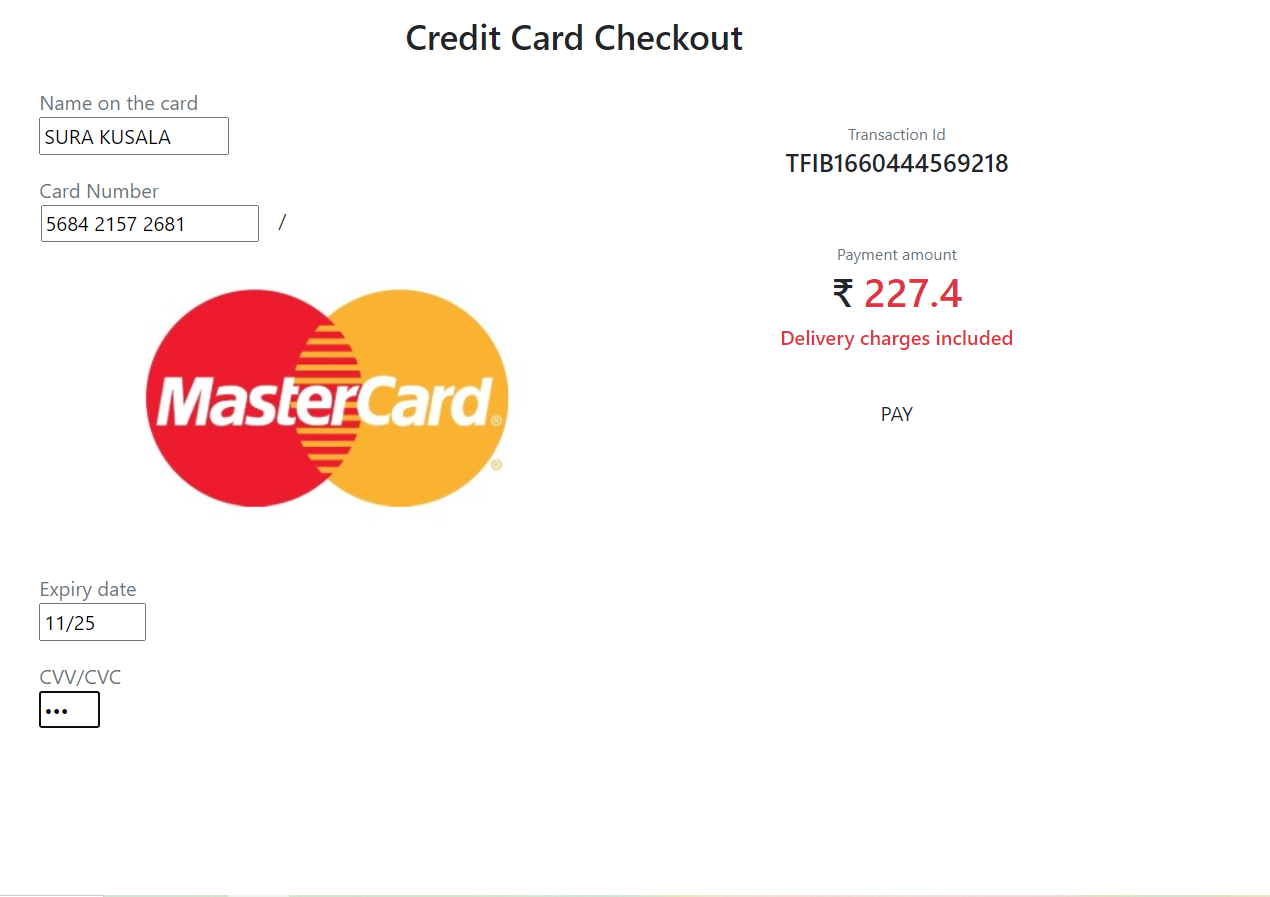 Credit Card Checkout
Name on the card
SURA KUSALA
Card Number
5684 2157 2681
/
MasterCard®
®
Expiry date
11/25
CVV/CVC
•••
Transaction Id
TFIB1660444569218
Payment amount
₹ 227.4
Delivery charges included
PAY